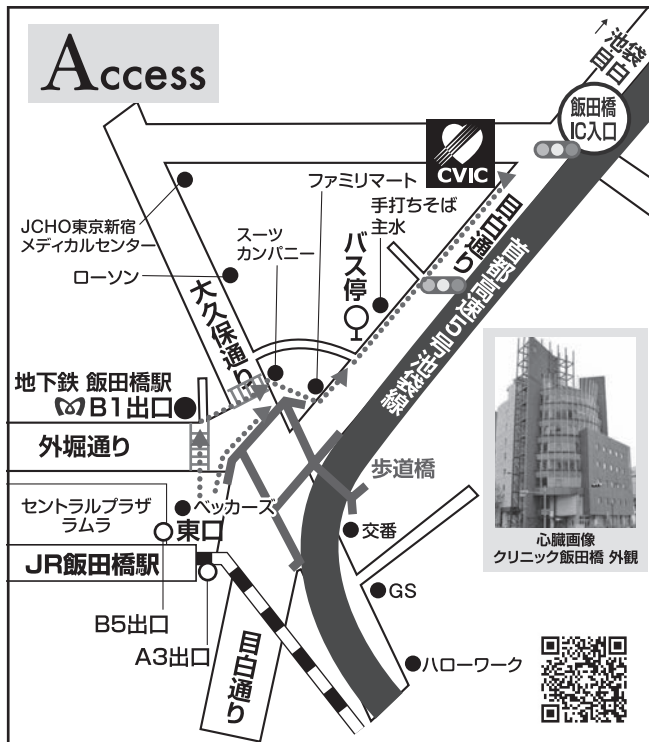 Access
↑池袋
目白
飯田橋
IC入口
CVIC
ファミリマート
JCHO東京新宿
メディカルセンター
手打ちそば
主水
目白通り
スーツ
カンパニー
バス停
ローソン
大久保通り
首都高速5号池袋線
地下鉄 飯田橋駅
B1出口
外堀通り
歩道橋
セントラルプラザ
ラムラ
ベッカーズ
東口
交番
心臓画像
クリニック飯田橋 外観
JR飯田橋駅
GS
B5出口
A3出口
目白通り
ハローワーク